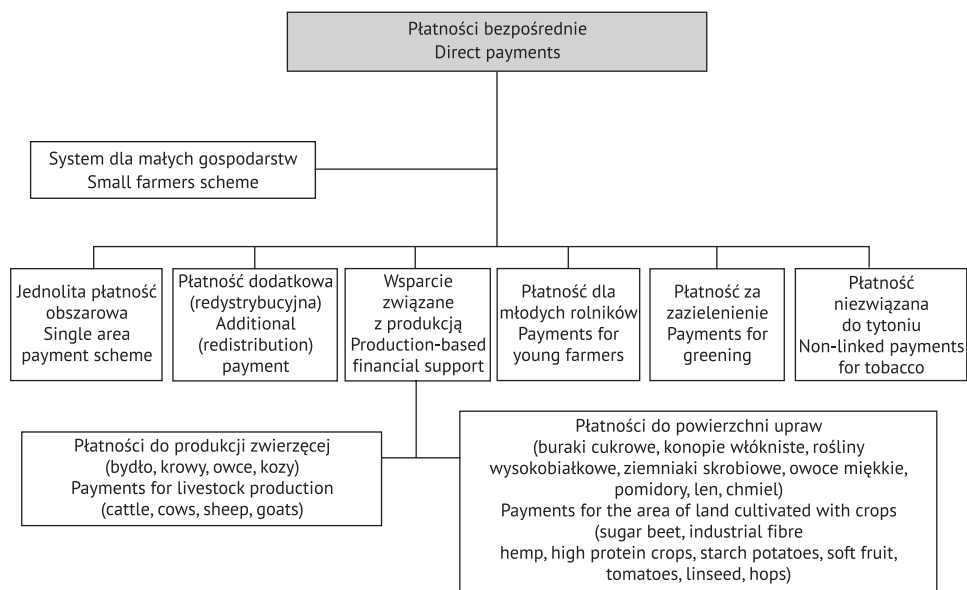 Płatności bezpośrednie
Direct payments
System dla małych gospodarstw
Small farmers scheme
Jednolita płatność
obszarowa
Single area
payment scheme
Płatność dodatkowa
(redystrybucyjna)
Additional
(redistribution)
payment
Wsparcie
związane
z produkcją
Production-based
financial support
Płatność dla
młodych rolników
Payments for
young farmers
Płatność za
zazielenienie
Payments for
greening
Płatność
niezwiązana
do tytoniu
Non-linked payments
for tobacco
Płatności do produkcji zwierzęcej
(bydło, krowy, owce, kozy)
Payments for livestock production
(cattle, cows, sheep, goats)
Płatności do powierzchni upraw
(buraki cukrowe, konopie włókniste, rośliny
wysokobiałkowe, ziemniaki skrobiowe, owoce miękkie,
pomidory, len, chmiel)
Payments for the area of land cultivated with crops
(sugar beet, industrial fibre
hemp, high protein crops, starch potatoes, soft fruit,
tomatoes, linseed, hops)